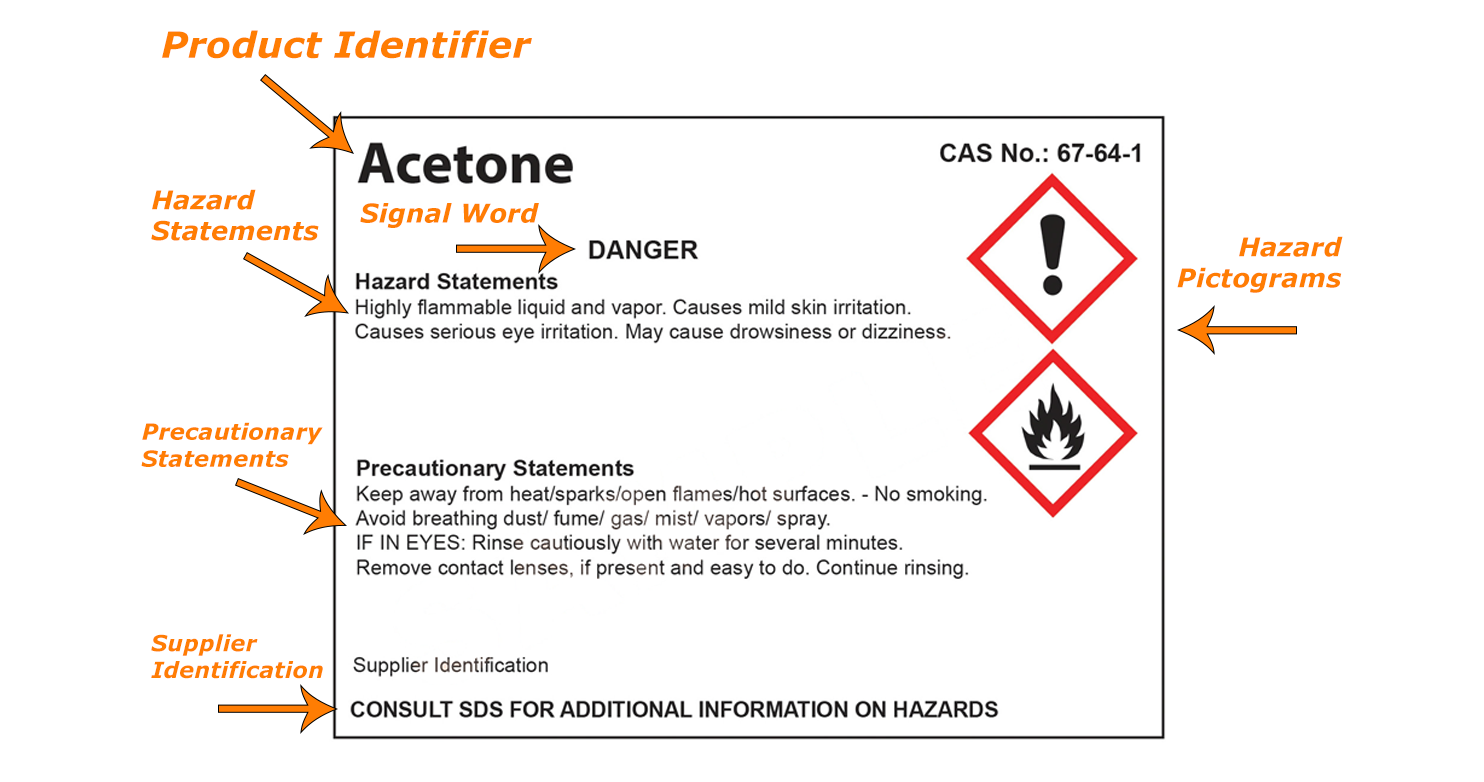 Product Identifier
Acetone
CAS No.: 67-64-1
Hazard
Statements
Signal Word
DANGER
Hazard
Pictograms
Hazard Statements
Highly flammable liquid and vapor. Causes mild skin irritation.
Causes serious eye irritation. May cause drowsiness or dizziness.
Precautionary
Statements
Precautionary Statements
Keep away from heat/sparks/open flames/hot surfaces. - No smoking.
Avoid breathing dust/ fume/ gas/ mist/ vapors/ spray.
IF IN EYES: Rinse cautiously with water for several minutes.
Remove contact lenses, if present and easy to do. Continue rinsing.
Supplier
Identification
Supplier Identification
CONSULT SDS FOR ADDITIONAL INFORMATION ON HAZARDS